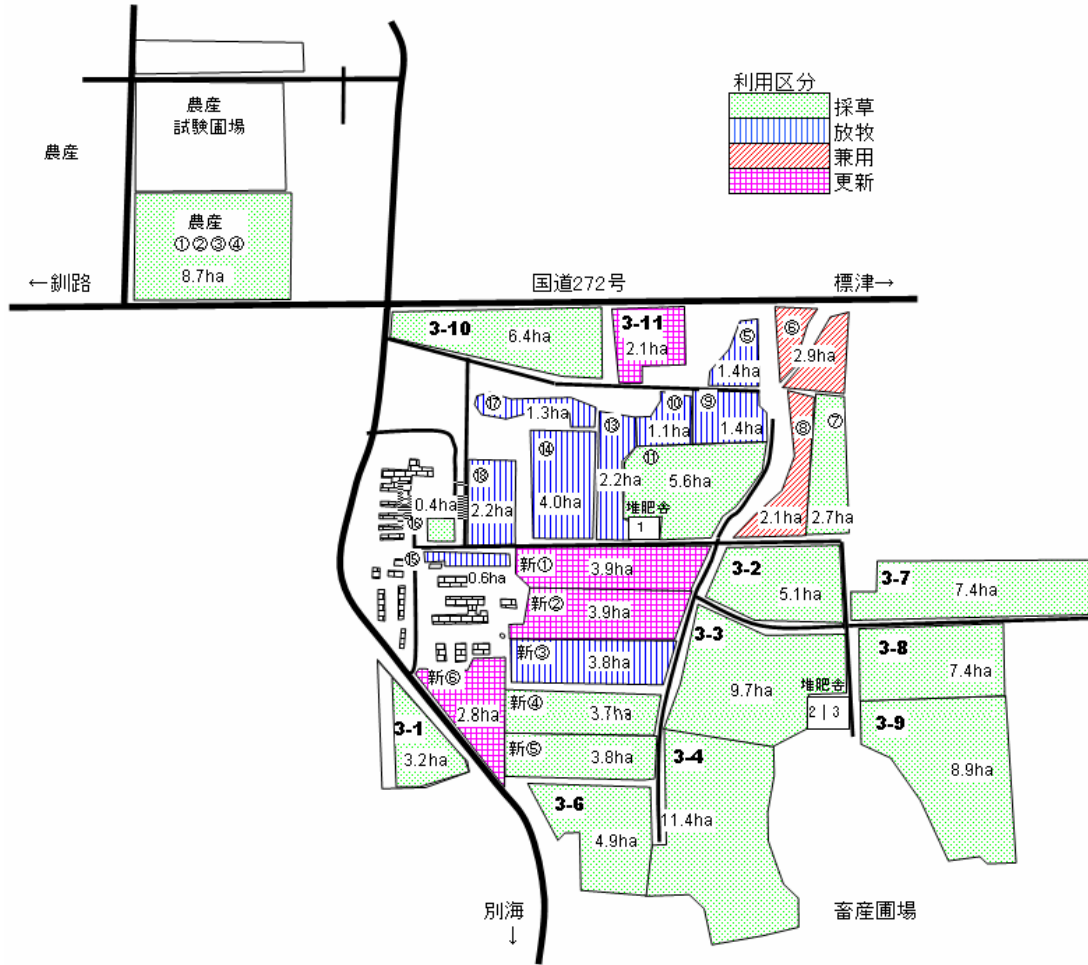 利用区分
採草
放牧
兼用
更新
農産
試験圃場
農産
農産
①②③④
8.7ha
←釧路
国道272号
標津→
3-10
6.4ha
3-11
2.1ha
⑤
1.4ha
⑥
2.9ha
⑰
1.3ha
⑬
2.2ha
⑩
1.1ha
⑨
1.4ha
⑧
2.1ha
⑦
2.7ha
⑭
4.0ha
⑪
5.6ha
堆肥舎
1
2.2ha
0.4ha
⑮
0.6ha
新①
3.9ha
新②
3.9ha
新③
3.8ha
新④
3.7ha
新⑤
3.8ha
新⑥
2.8ha
3-1
3.2ha
3-2
5.1ha
3-7
7.4ha
3-3
9.7ha
堆肥舎
2 | 3
3-8
7.4ha
3-9
8.9ha
3-4
11.4ha
3-6
4.9ha
別海
↓
畜産圃場